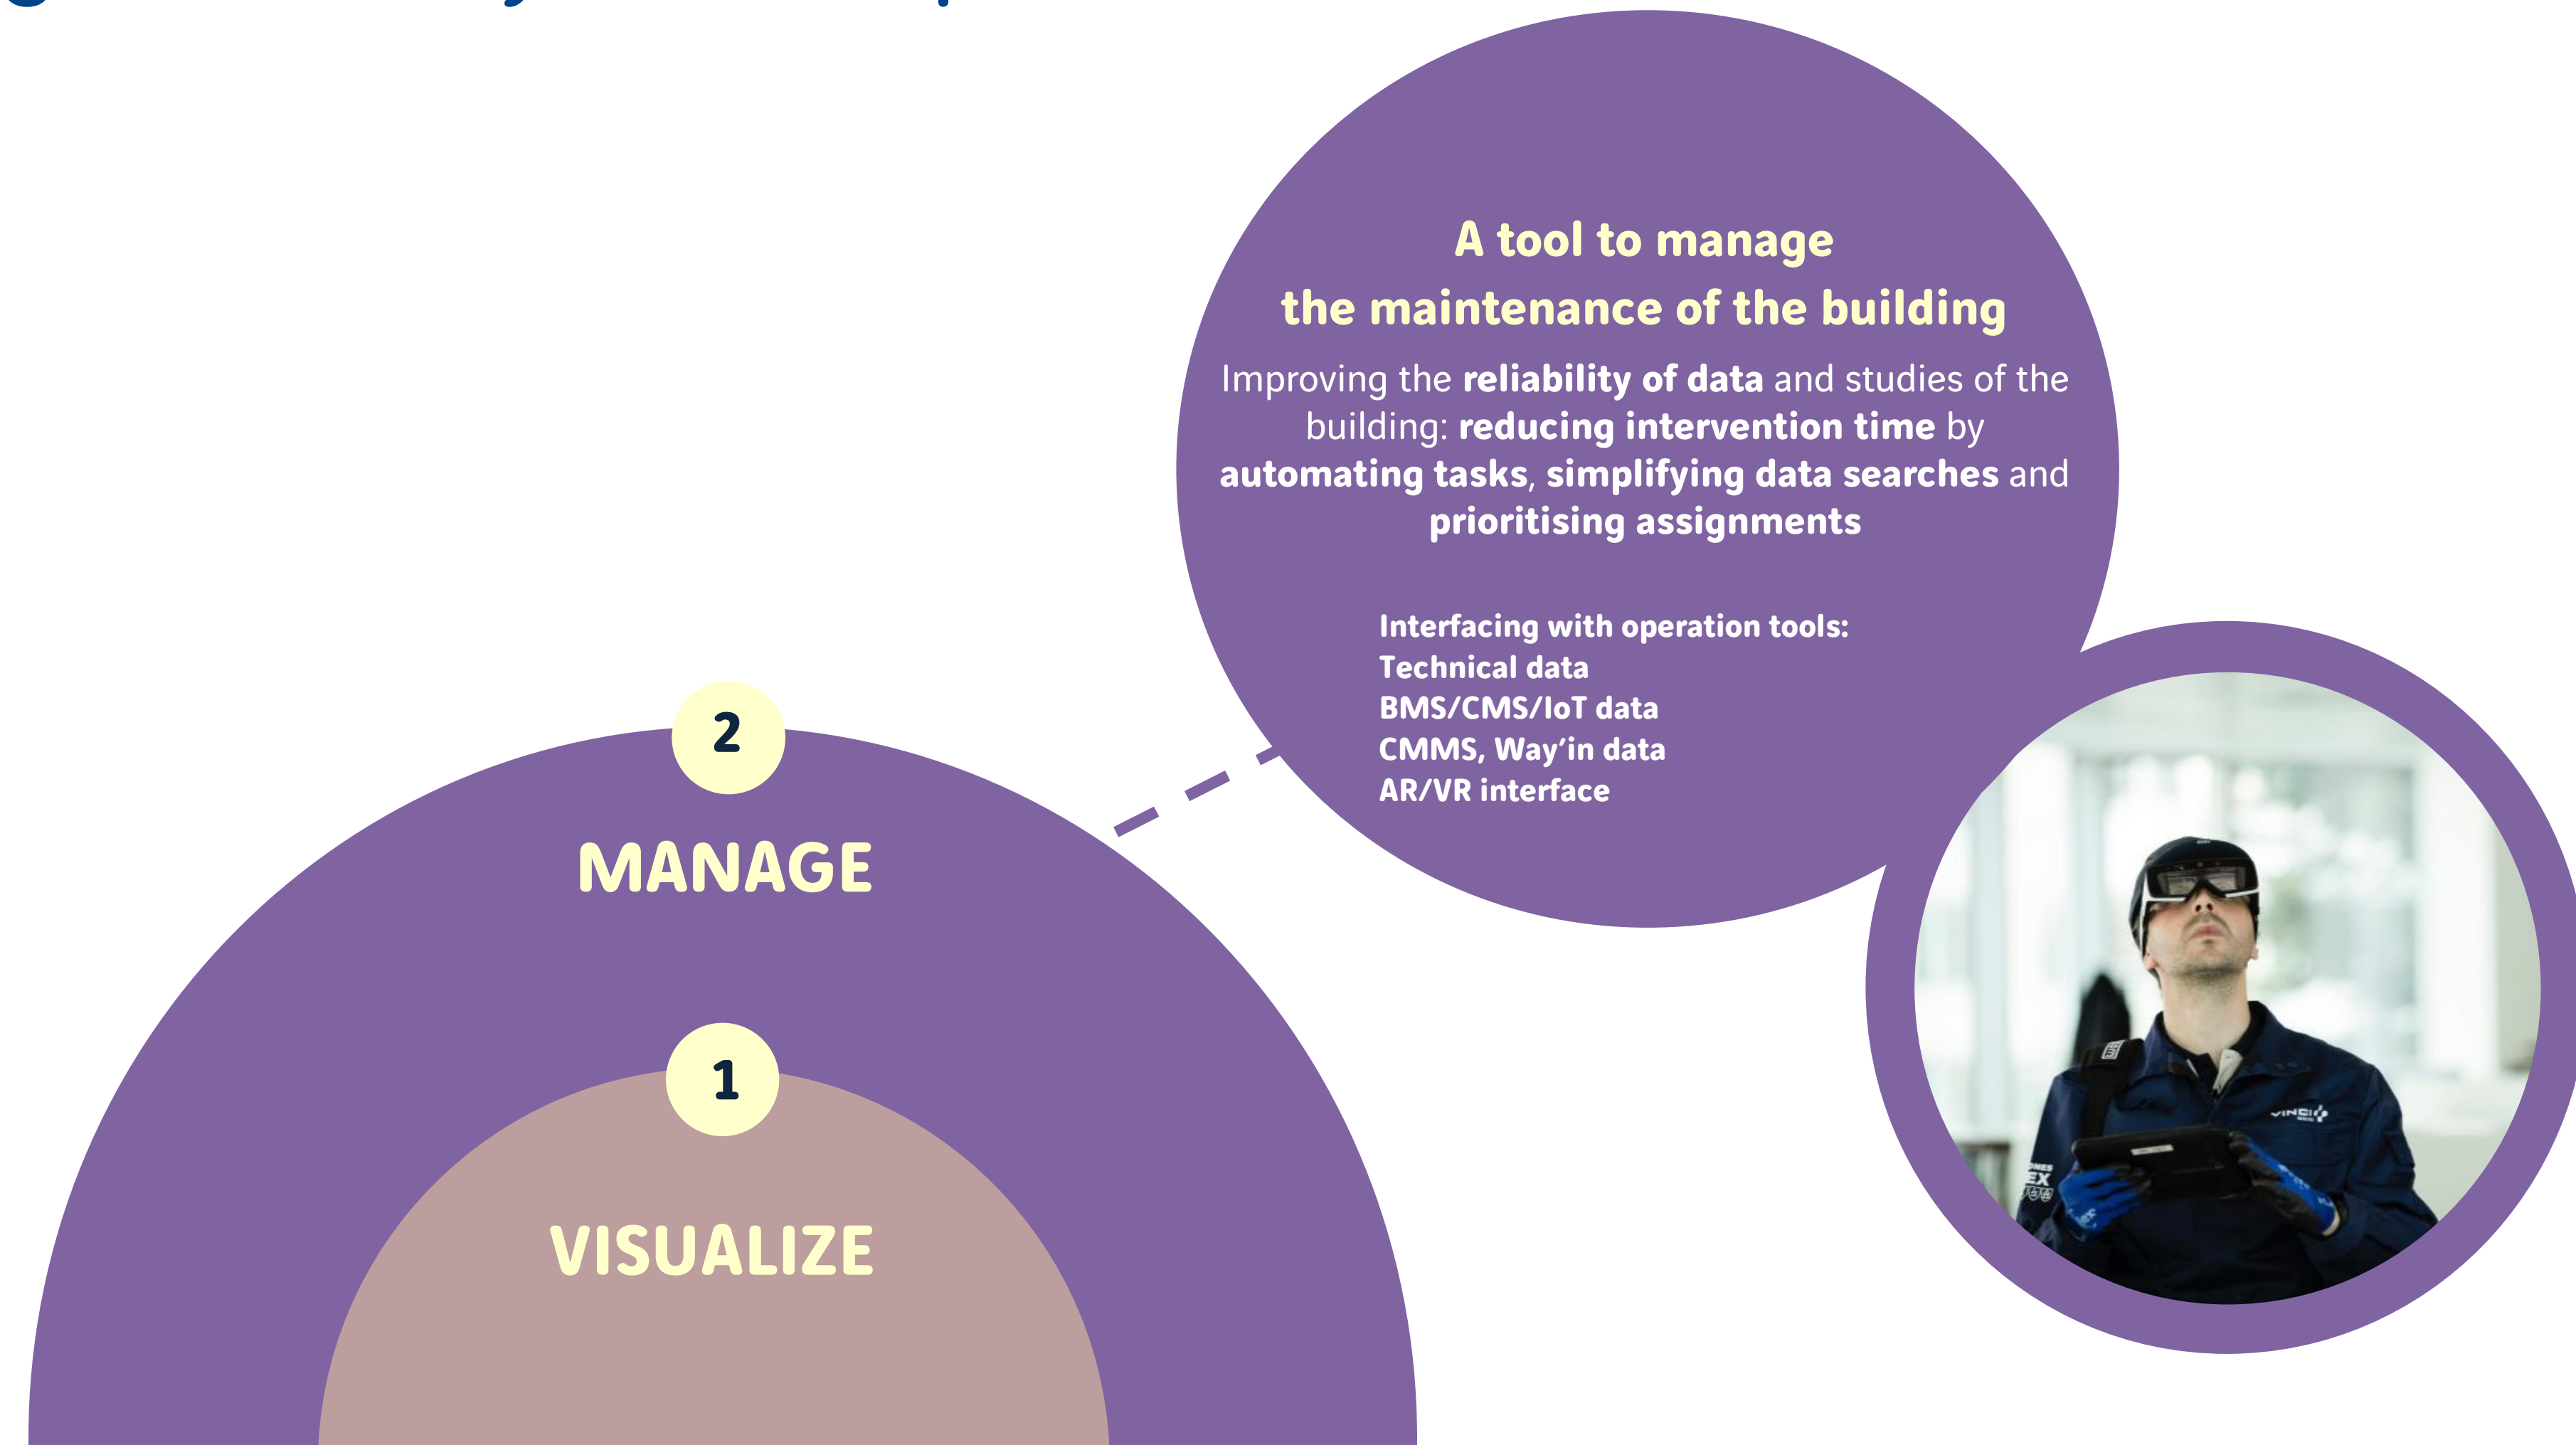 A tool to manage
the maintenance of the building
Improving the reliability of data and studies of the
building: reducing intervention time by
automating tasks, simplifying data searches and
prioritising assignments
Interfacing with operation tools:
Technical data
BMS/CMS/IoT data
CMMS, Way’in data
AR/VR interface
2
MANAGE
1
VISUALIZE
VINCI
EX